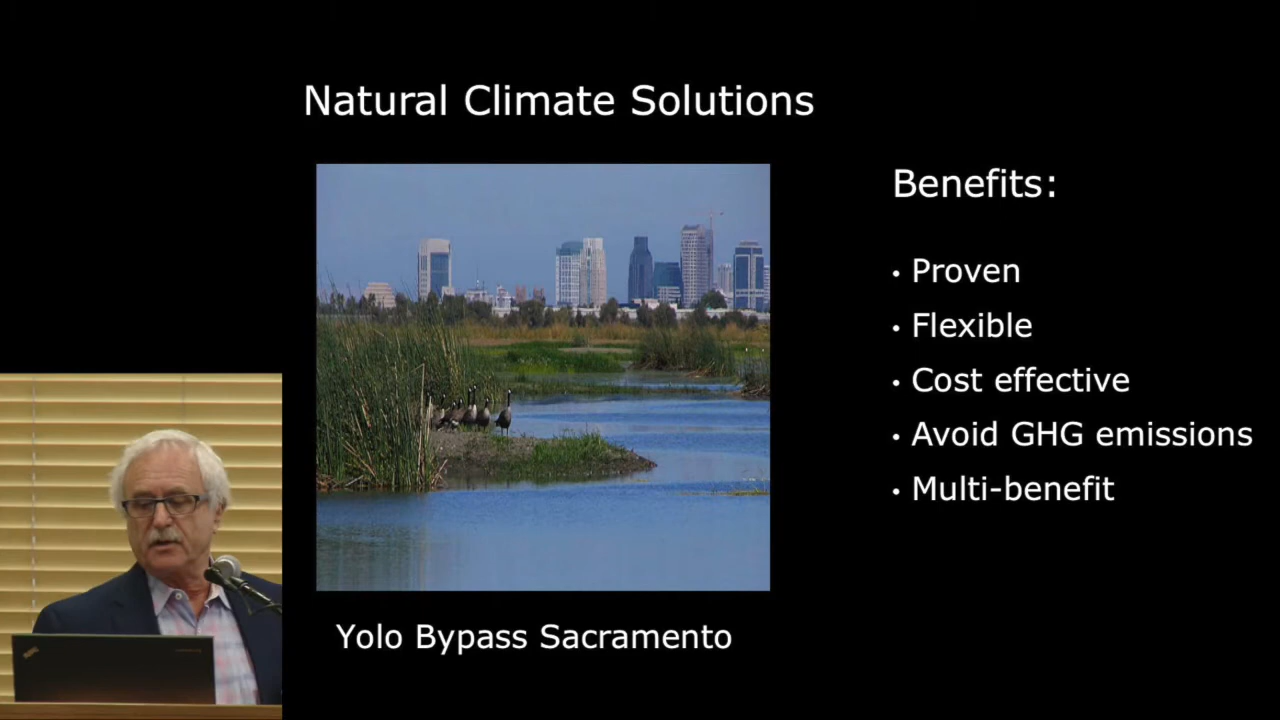 Natural Climate Solutions
Benefits:
• Proven
• Flexible
• Cost effective
• Avoid GHG emissions
• Multi-benefit
Yolo Bypass Sacramento